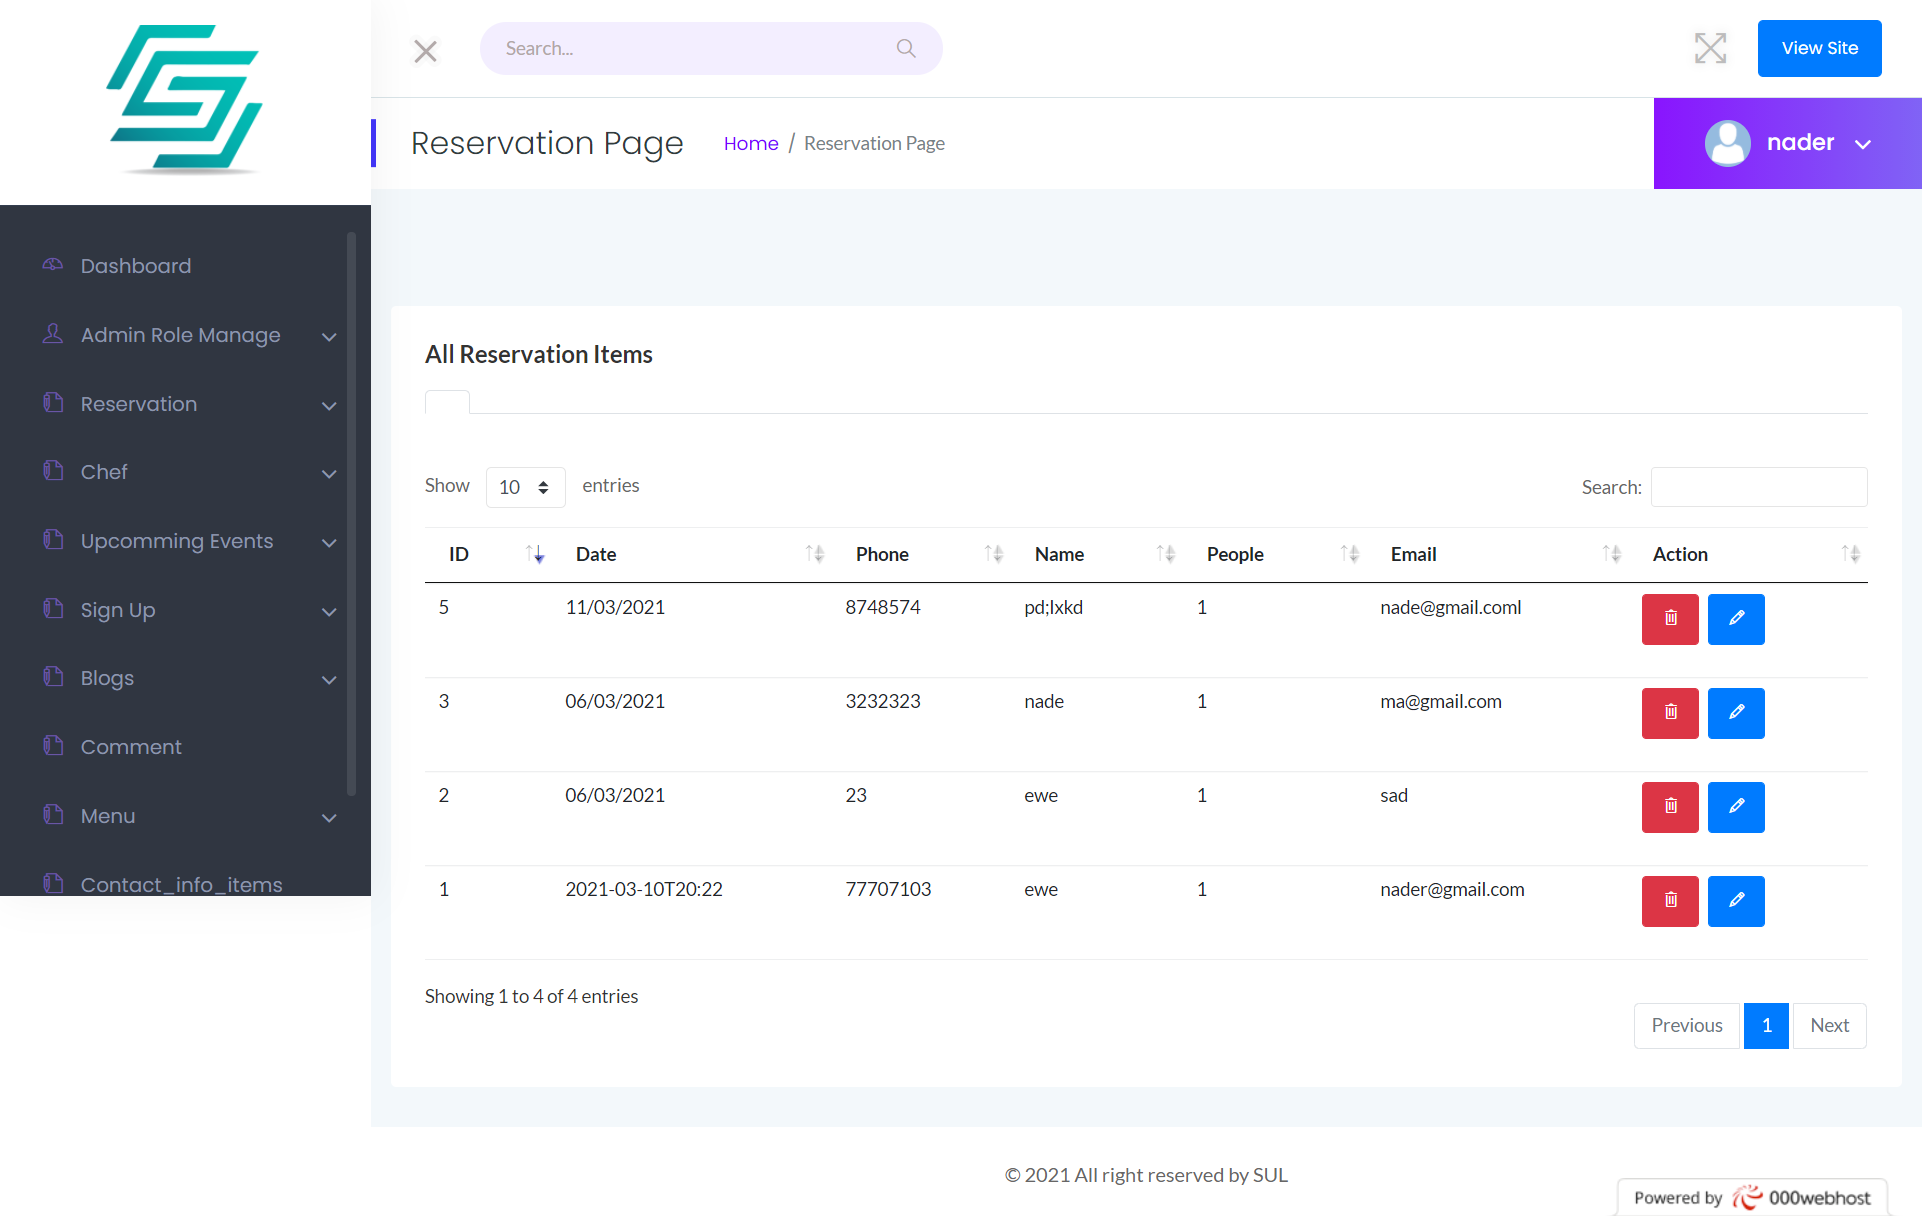 Search...
View Site
Reservation Page
Home / Reservation Page
nader
Dashboard
Admin Role Manage
Reservation
Chef
Upcomming Events
Sign Up
Blogs
Comment
Menu
Contact_info_items
All Reservation Items
Show 10 entries
Search:
ID Date Phone Name People Email Action
5 11/03/2021 8748574 pd;lxkd 1 nade@gmail.coml
3 06/03/2021 3232323 nade 1 ma@gmail.com
2 06/03/2021 23 ewe 1 sad
1 2021-03-10T20:22 77707103 ewe 1 nader@gmail.com
Showing 1 to 4 of 4 entries
Previous 1 Next
© 2021 All right reserved by SUL
Powered by 000webhost